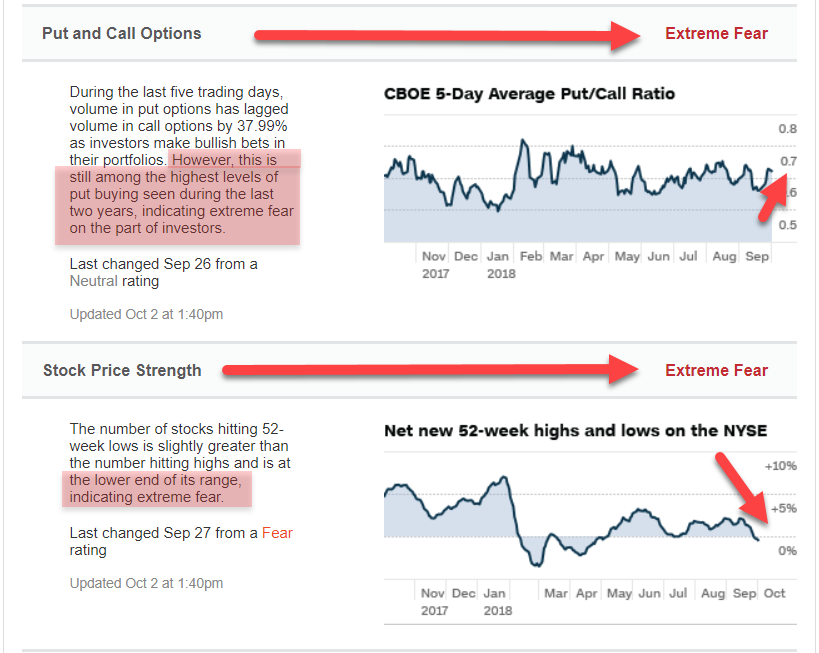 Put and Call Options
Extreme Fear
During the last five trading days,
volume in put options has lagged
volume in call options by 37.99%
as investors make bullish bets in
their portfolios. However, this is
still among the highest levels of
put buying seen during the last
two years, indicating extreme fear
on the part of investors.
Last changed Sep 26 from a
Neutral rating
Updated Oct 2 at 1:40pm
CBOE 5-Day Average Put/Call Ratio
0.8
0.7
0.5
Nov Dec Jan Feb Mar Apr May Jun Jul Aug Sep
2017 2018
Stock Price Strength
Extreme Fear
The number of stocks hitting 52-
week lows is slightly greater than
the number hitting highs and is at
the lower end of its range,
indicating extreme fear.
Last changed Sep 27 from a Fear
rating
Updated Oct 2 at 1:40pm
Net new 52-week highs and lows on the NYSE
+10%
+5%
0%
Nov Dec Jan Mar Apr May Jun Jul Aug Sep Oct
2017 2018